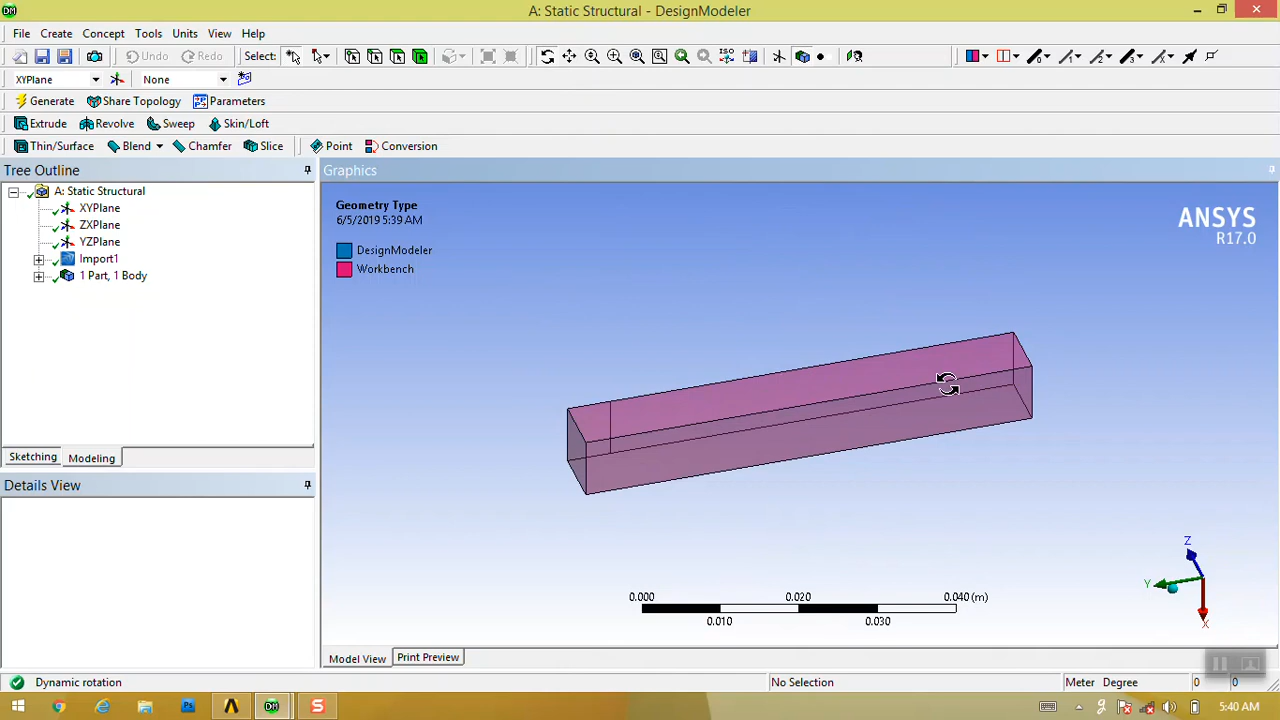 A: Static Structural - DesignModeler
File Create Concept Tools Units View Help
Undo Redo Select:
XYPlane None
Generate Share Topology Parameters
Extrude Revolve Sweep Skin/Loft
Thin/Surface Blend Chamfer Slice Point Conversion
Tree Outline
A: Static Structural
XYPlane
ZXPlane
YZPlane
Import1
1 Part, 1 Body
Sketching Modeling
Details View
Graphics
Geometry Type
6/5/2019 5:39 AM
DesignModeler
Workbench
ANSYS
R17.0
Z
Y
X
0.000 0.020 0.040 (m)
0.010 0.030
Model View Print Preview
Dynamic rotation No Selection Meter Degree 0 0
5:40 AM